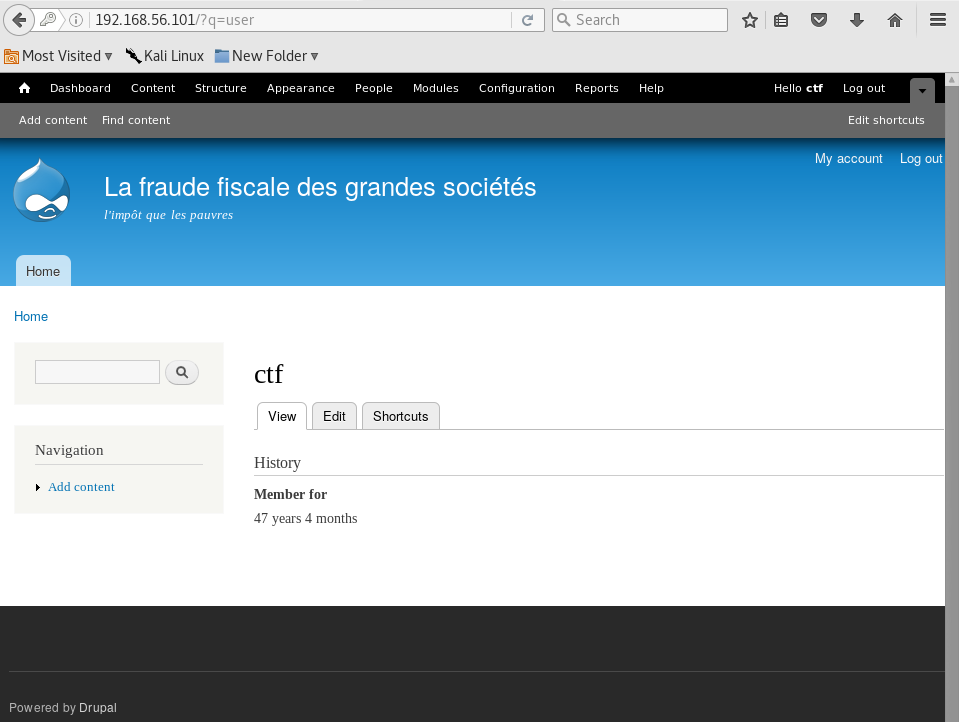 192.168.56.101/?q=user
Search
Most Visited Kali Linux New Folder
Dashboard Content Structure Appearance People Modules Configuration Reports Help Hello ctf Log out
Add content Find content Edit shortcuts
My account Log out
La fraude fiscale des grandes sociétés
l'impôt que les pauvres
Home
Home
ctf
View Edit Shortcuts
Navigation
Add content
History
Member for
47 years 4 months
Powered by Drupal